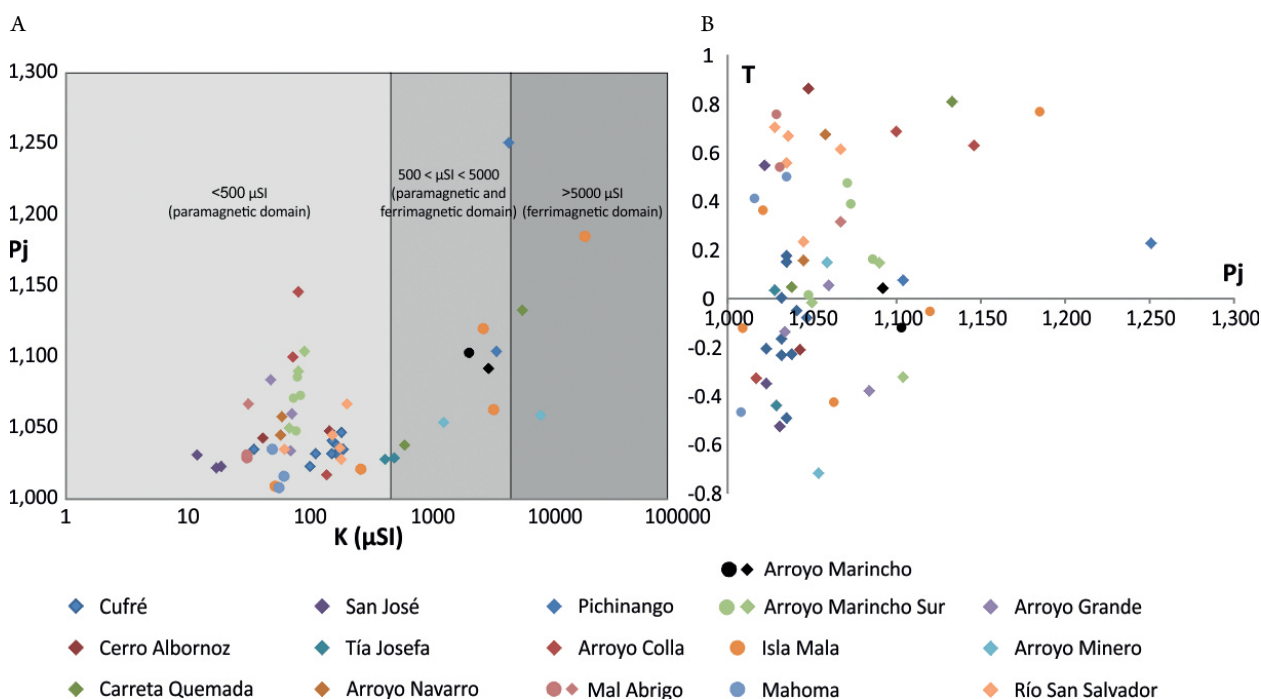 A
B
1,300
1,250
1,200
Pj
1,150
1,100
1,050
1,000
<500 µSI
(paramagnetic domain)
500 < µSI < 5000
(paramagnetic and
ferrimagnetic domain)
>5000 µSI
(ferrimagnetic domain)
1 10 100 1000 10000 100000
K (µSI)
T
1
0.8
0.6
0.4
0.2
0
-0.2
-0.4
-0.6
-0.8
Pj
1,000 1,050 1,100 1,150 1,200 1,250 1,300
Arroyo Marincho
Cufré San José Pichinango Arroyo Marincho Sur Arroyo Grande
Cerro Albornoz Tía Josefa Arroyo Colla Isla Mala Arroyo Minero
Carreta Quemada Arroyo Navarro Mal Abrigo Mahoma Río San Salvador